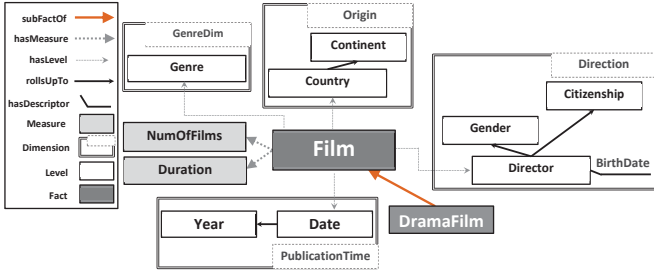 subFactOf
hasMeasure
hasLevel
rollsUpTo
hasDescriptor
Measure
Dimension
Level
Fact
GenreDim
Genre
Origin
Continent
Country
Direction
Citizenship
Gender
Director
BirthDate
NumOfFilms
Duration
Film
DramaFilm
Year
Date
PublicationTime